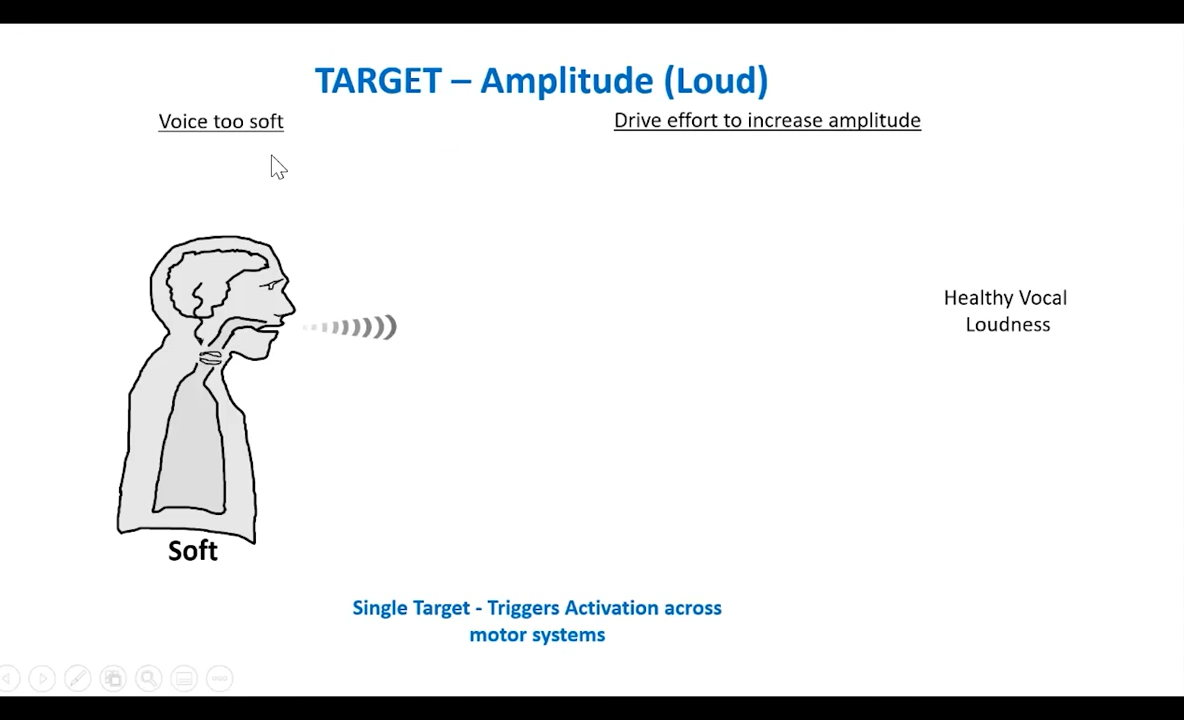 TARGET – Amplitude (Loud)
Voice too soft
Drive effort to increase amplitude
Healthy Vocal
Loudness
Soft
Single Target - Triggers Activation across
motor systems